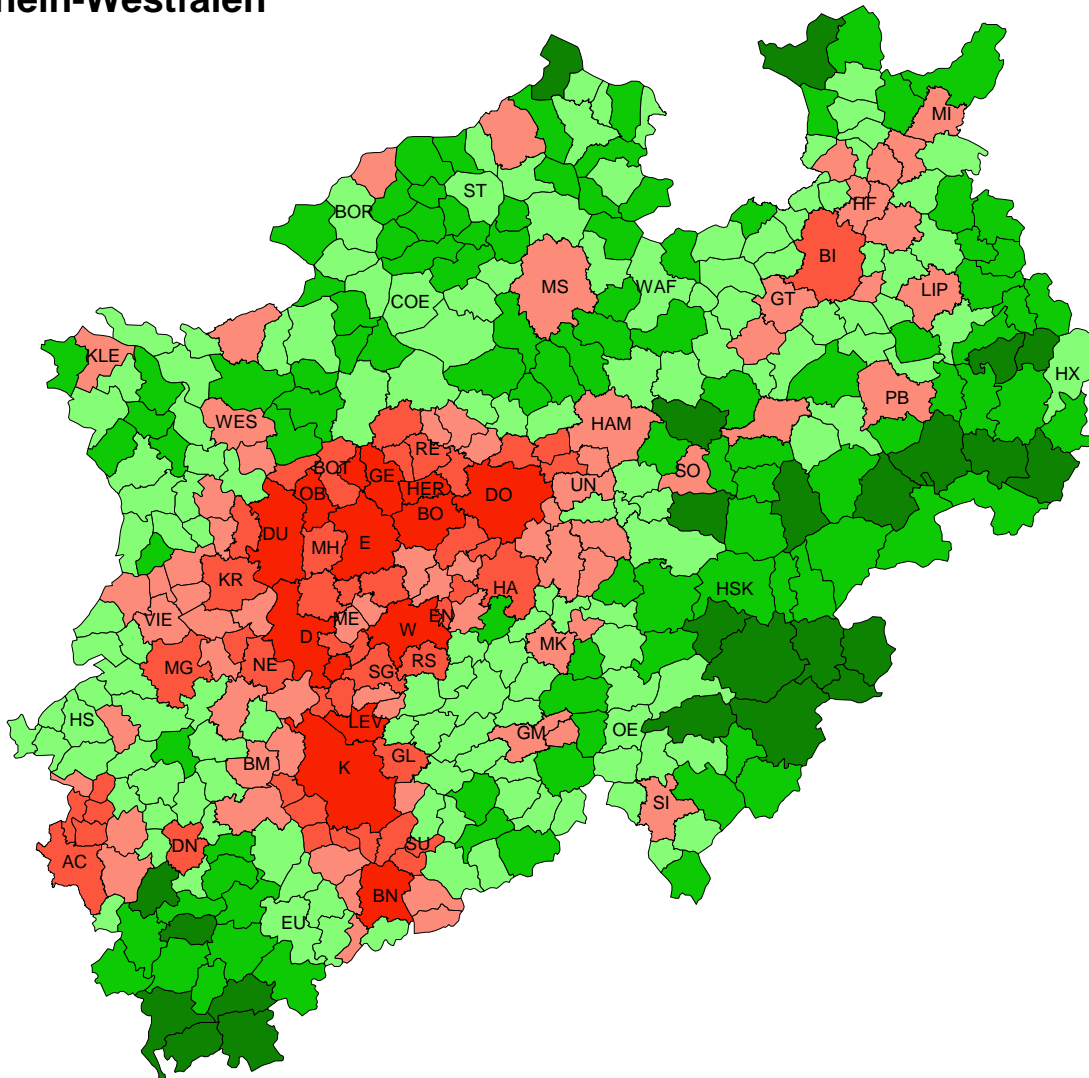 hein-Westfalen
MI
ST
HF
BOR
BI
MS
WAF
LIP
GT
COE
KLE
HX
PB
WES
HAM
RE
BOT
GE
SO
UN
HER
OB
DO
BO
DU
MH
E
KR
HA
HSK
EN
ME
VIE
W
D
MK
RS
NE
MG
SG
HS
LEV
OE
GM
GL
BM
K
SI
SU
DN
AC
BN
EU